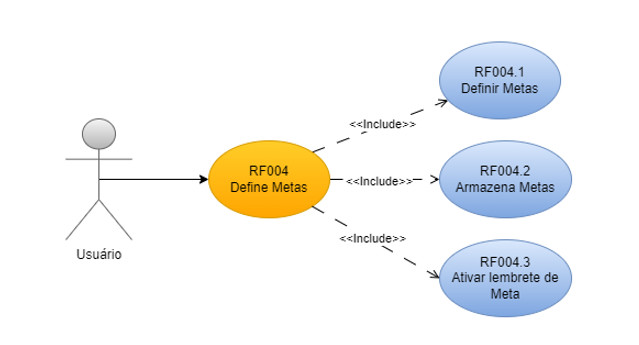 RF004.1
Definir Metas
<<Include>>
RF004
Define Metas
<<Include>>
RF004.2
Armazena Metas
Usuário
<<Include>>
RF004.3
Ativar lembrete de
Meta